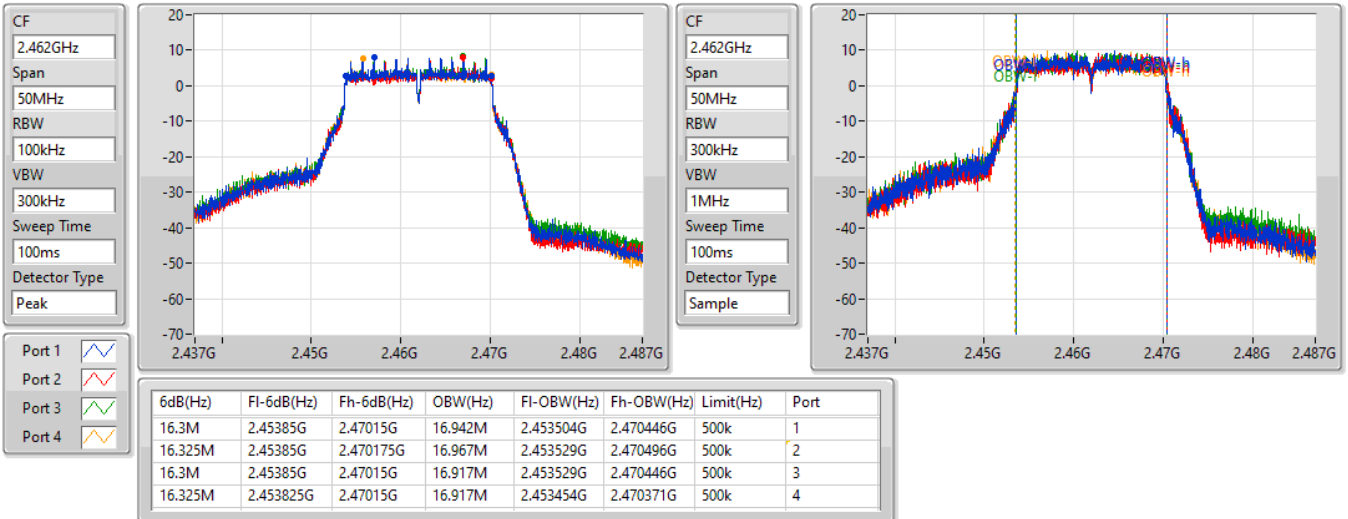 CF
2.462GHz
Span
50MHz
RBW
100kHz
VBW
300kHz
Sweep Time
100ms
Detector Type
Peak
20
10
0
-10
-20
-30
-40
-50
-60
-70
2.437G 2.45G 2.46G 2.47G 2.48G 2.487G
CF
2.462GHz
Span
50MHz
RBW
300kHz
VBW
1MHz
Sweep Time
100ms
Detector Type
Sample
20
10
0
-10
-20
-30
-40
-50
-60
-70
2.437G 2.45G 2.46G 2.47G 2.48G 2.487G
Port 1
Port 2
Port 3
Port 4
6dB(Hz) Fl-6dB(Hz) Fh-6dB(Hz) OBW(Hz) Fl-OBW(Hz) Fh-OBW(Hz) Limit(Hz) Port
16.3M 2.45385G 2.47015G 16.942M 2.453504G 2.470446G 500k 1
16.325M 2.45385G 2.470175G 16.967M 2.453529G 2.470496G 500k 2
16.3M 2.45385G 2.47015G 16.917M 2.453529G 2.470446G 500k 3
16.325M 2.453825G 2.47015G 16.917M 2.453454G 2.470371G 500k 4